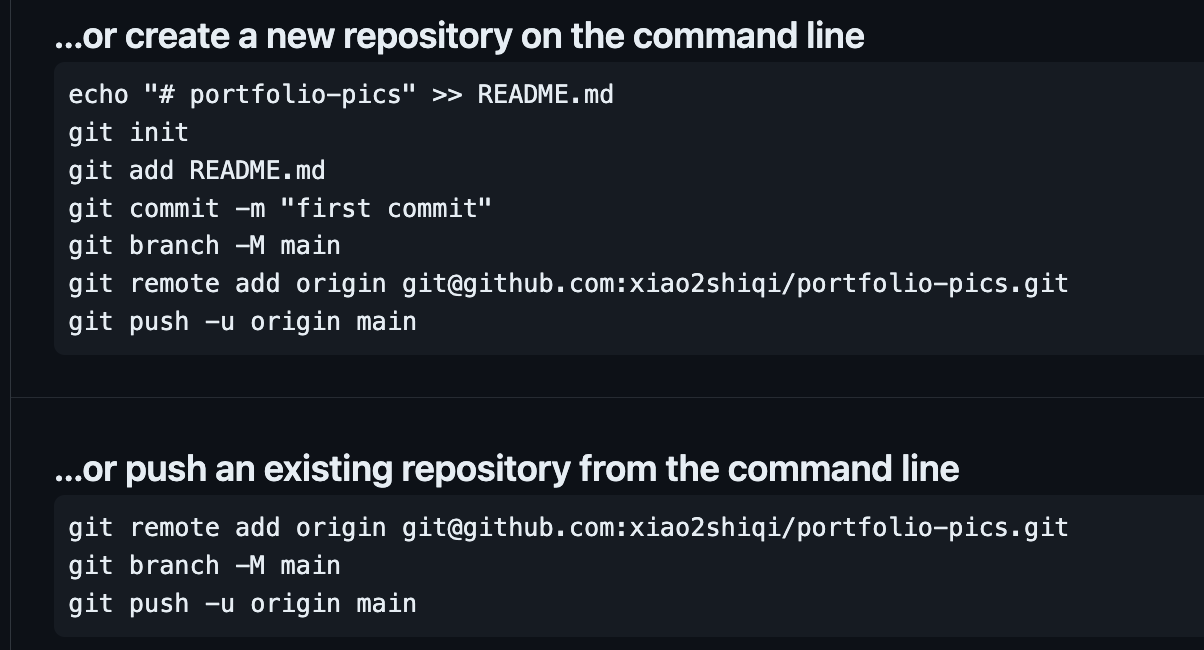 ...or create a new repository on the command line
echo "# portfolio-pics" >> README.md
git init
git add README.md
git commit -m "first commit"
git branch -M main
git remote add origin git@github.com:xiao2shiqi/portfolio-pics.git
git push -u origin main
...or push an existing repository from the command line
git remote add origin git@github.com:xiao2shiqi/portfolio-pics.git
git branch -M main
git push -u origin main